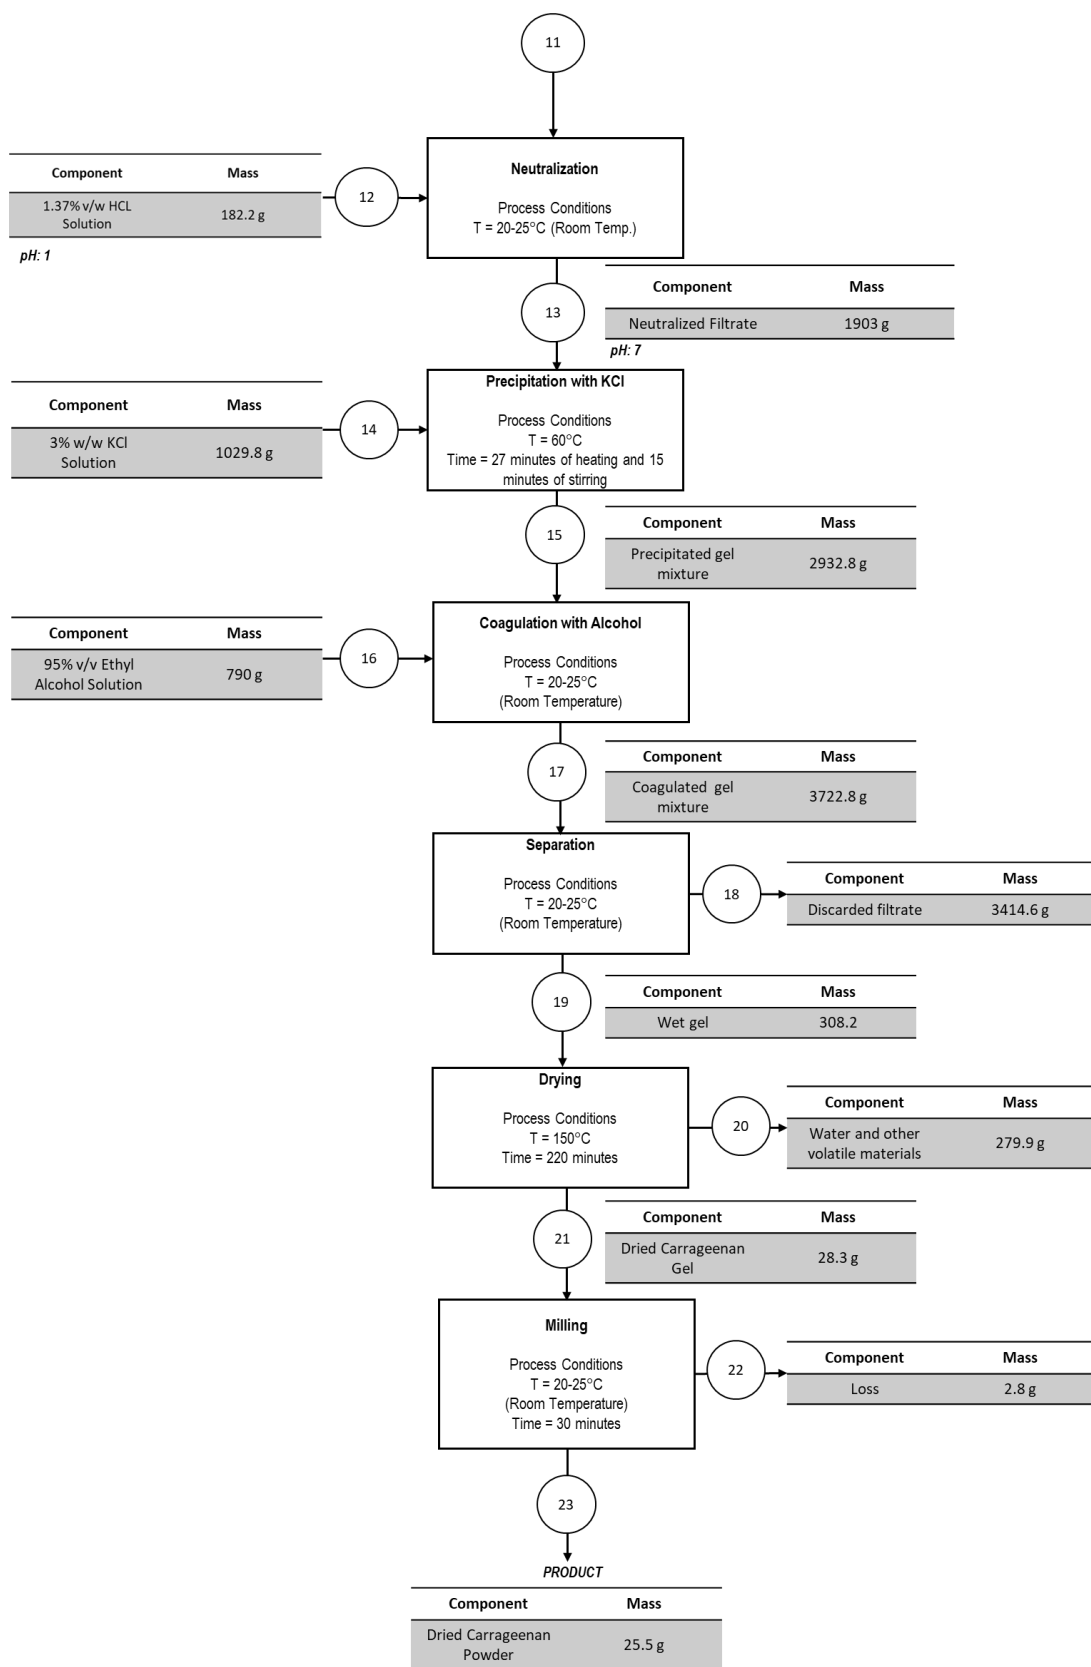 11
Component Mass
1.37% v/w HCL
Solution
182.2 g
pH: 1
12
Neutralization
Process Conditions
T = 20-25°C (Room Temp.)
13
Component Mass
Neutralized Filtrate 1903 g
pH: 7
Component Mass
3% w/w KCl
Solution
1029.8 g
14
Precipitation with KCl
Process Conditions
T = 60°C
Time = 27 minutes of heating and 15
minutes of stirring
15
Component Mass
Precipitated gel
mixture
2932.8 g
Component Mass
95% v/v Ethyl
Alcohol Solution
790 g
16
Coagulation with Alcohol
Process Conditions
T = 20-25°C
(Room Temperature)
17
Component Mass
Coagulated gel
mixture
3722.8 g
Separation
Process Conditions
T = 20-25°C
(Room Temperature)
18
Component Mass
Discarded filtrate 3414.6 g
19
Component Mass
Wet gel 308.2
Drying
Process Conditions
T = 150°C
Time = 220 minutes
20
Component Mass
Water and other
volatile materials
279.9 g
21
Component Mass
Dried Carrageenan
Gel
28.3 g
Milling
Process Conditions
T = 20-25°C
(Room Temperature)
Time = 30 minutes
22
Component Mass
Loss 2.8 g
23
PRODUCT
Component Mass
Dried Carrageenan
Powder
25.5 g